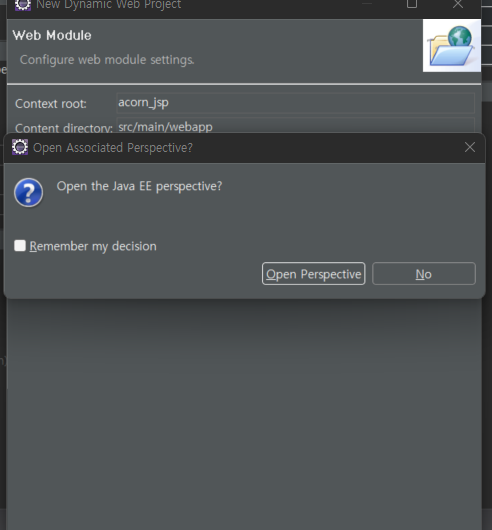 New Dynamic Web Project
Web Module
Configure web module settings.
Context root: acorn_jsp
Content directory: src/main/webapp
Open Associated Perspective?
Open the Java EE perspective?
Remember my decision
Open Perspective No